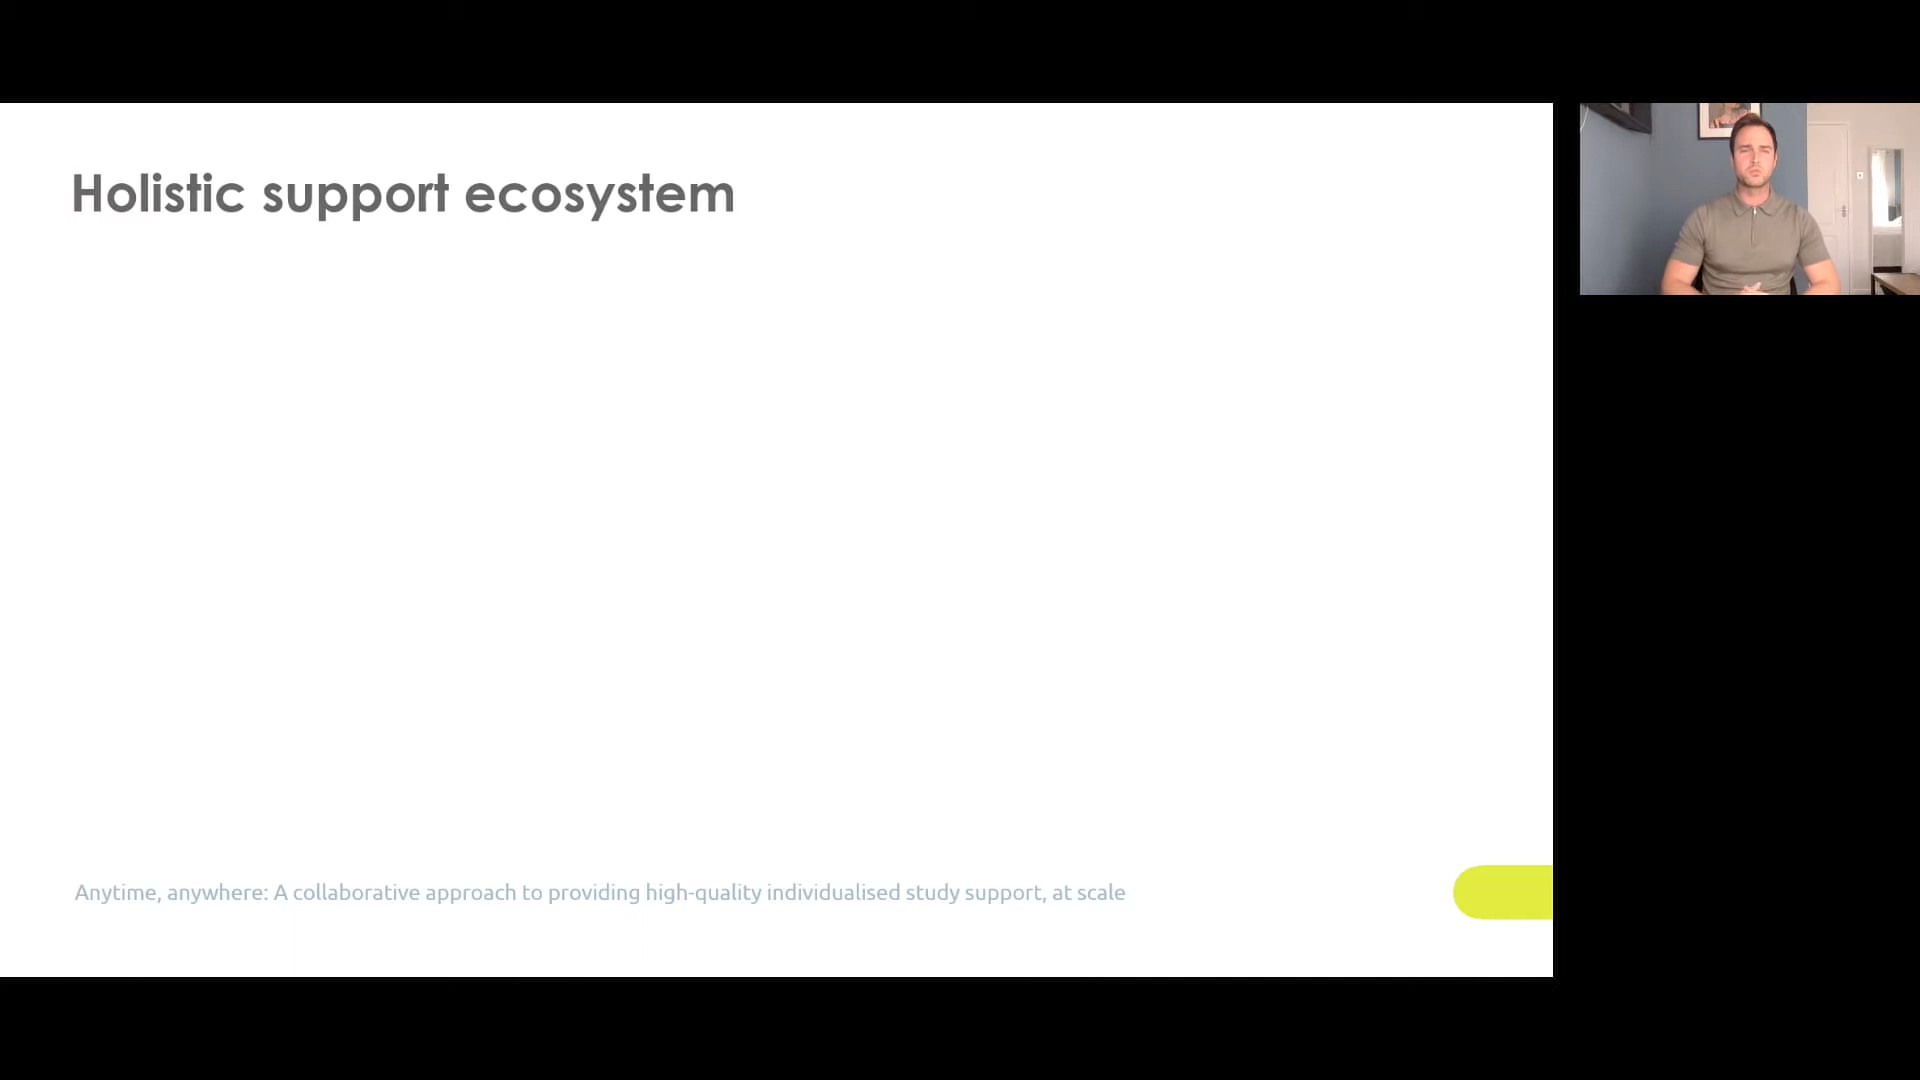 Holistic support ecosystem
Anytime, anywhere: A collaborative approach to providing high-quality individualised study support, at scale